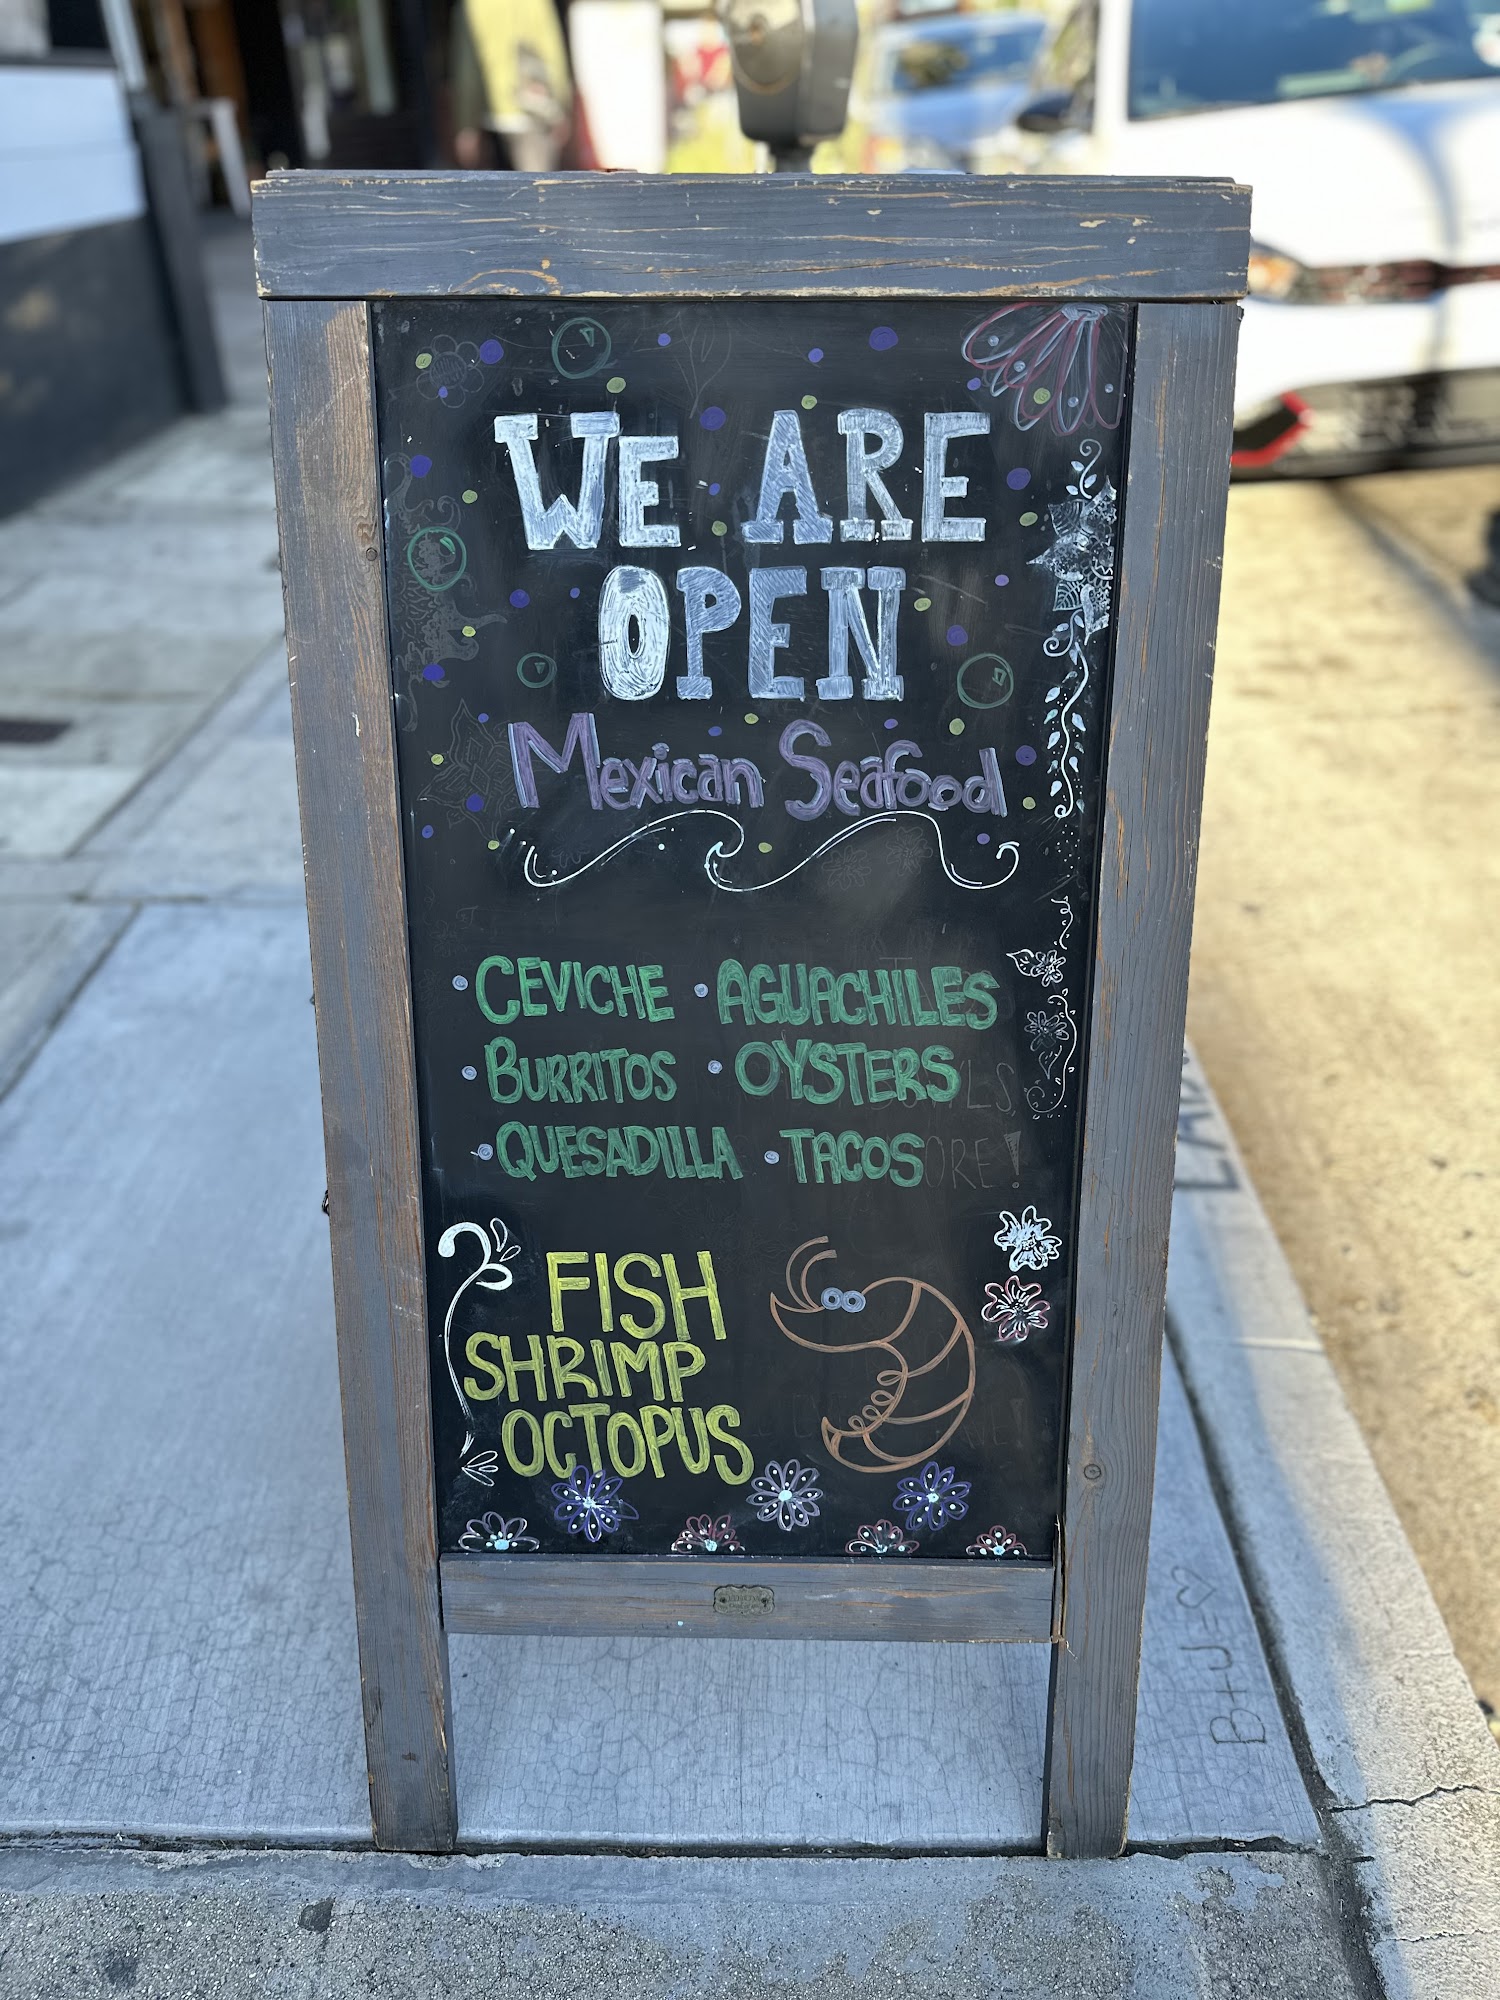 WE ARE
OPEN
Mexican Seafood
• CEVICHE • AGUACHILES
• BURRITOS • OYSTERS
• QUESADILLA • TACOS
FISH
SHRIMP
OCTOPUS
B+J=♡